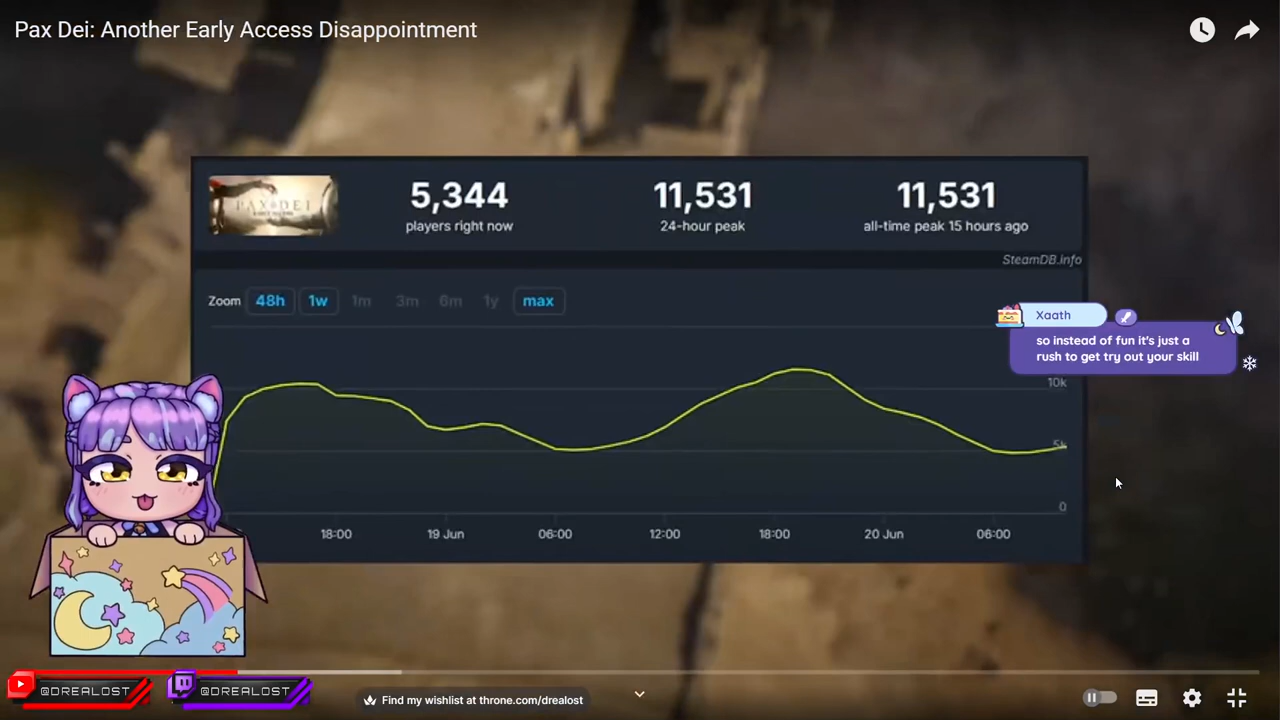 Pax Dei: Another Early Access Disappointment
PAX DEI
5,344
players right now
11,531
24-hour peak
11,531
all-time peak 15 hours ago
SteamDB.info
Zoom 48h 1w 1m 3m 6m 1y max
Xaath
so instead of fun it's just a
rush to get try out your skill
10k
5k
0
18:00 19 Jun 06:00 12:00 18:00 20 Jun 06:00
@DREALOST @DREALOST
Find my wishlist at throne.com/drealost